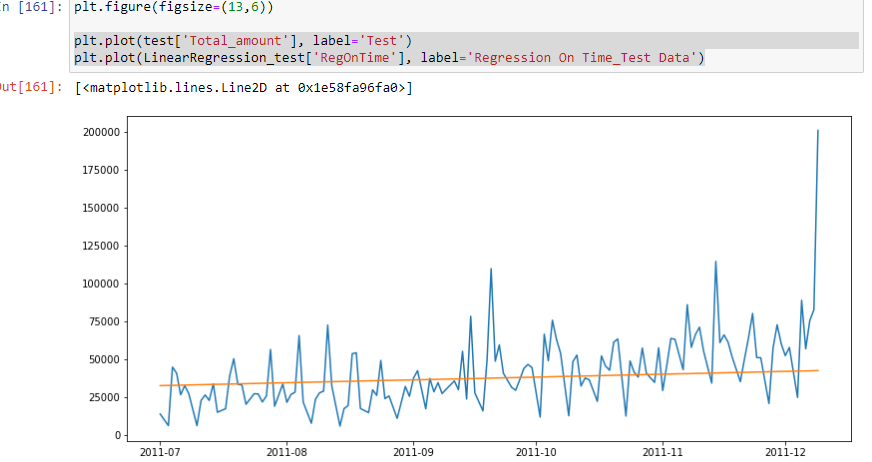 n [161]: plt.figure(figsize=(13,6))
plt.plot(test['Total_amount'], label='Test')
plt.plot(LinearRegression_test['RegOnTime'], label='Regression On Time_Test Data')
ut[161]: [<matplotlib.lines.Line2D at 0x1e58fa96fa0>]
200000
175000
150000
125000
100000
75000
50000
25000
0
2011-07 2011-08 2011-09 2011-10 2011-11 2011-12